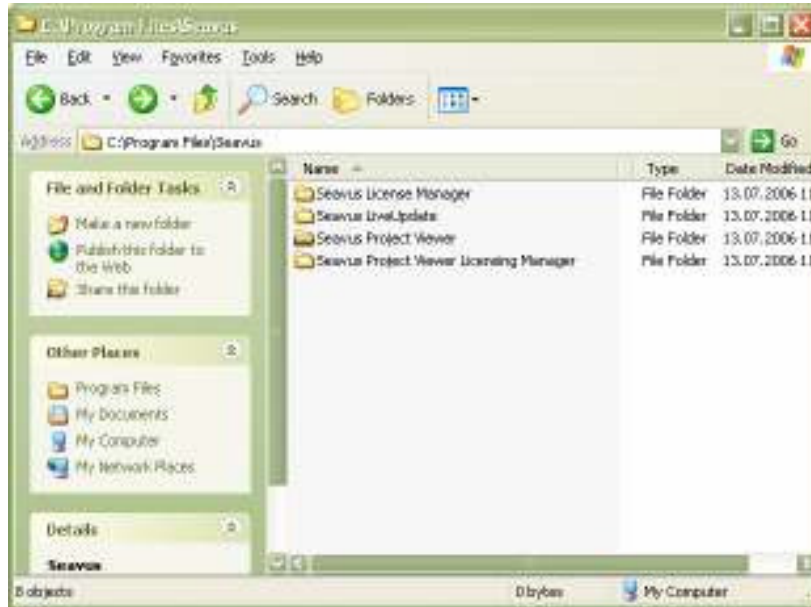 C:\Program Files\Seavus
File Edit View Favorites Tools Help
Back Search Folders
Address C:\Program Files\Seavus Go
Name Type Date Modified
Seavus License Manager File Folder 13.07.2006 11
Seavus LiveUpdate File Folder 13.07.2006 11
Seavus Project Viewer File Folder 13.07.2006 11
Seavus Project Viewer Licensing Manager File Folder 13.07.2006 11
File and Folder Tasks
Make a new folder
Publish this folder to
the Web
Share this folder
Other Places
Program Files
My Documents
My Computer
My Network Places
Details
Seavus
objects 0 bytes My Computer